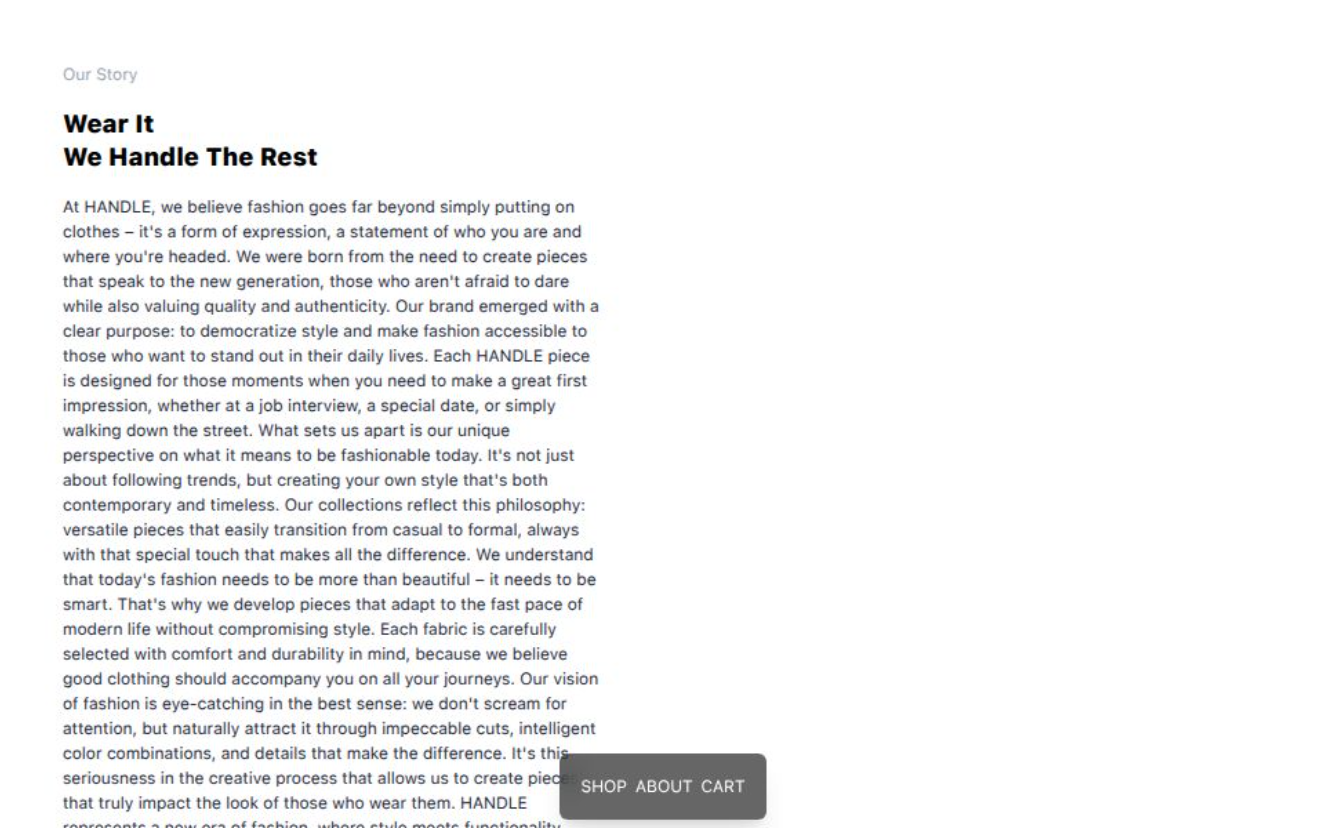 Our Story
Wear It
We Handle The Rest
At HANDLE, we believe fashion goes far beyond simply putting on
clothes – it's a form of expression, a statement of who you are and
where you're headed. We were born from the need to create pieces
that speak to the new generation, those who aren't afraid to dare
while also valuing quality and authenticity. Our brand emerged with a
clear purpose: to democratize style and make fashion accessible to
those who want to stand out in their daily lives. Each HANDLE piece
is designed for those moments when you need to make a great first
impression, whether at a job interview, a special date, or simply
walking down the street. What sets us apart is our unique
perspective on what it means to be fashionable today. It's not just
about following trends, but creating your own style that's both
contemporary and timeless. Our collections reflect this philosophy:
versatile pieces that easily transition from casual to formal, always
with that special touch that makes all the difference. We understand
that today's fashion needs to be more than beautiful – it needs to be
smart. That's why we develop pieces that adapt to the fast pace of
modern life without compromising style. Each fabric is carefully
selected with comfort and durability in mind, because we believe
good clothing should accompany you on all your journeys. Our vision
of fashion is eye-catching in the best sense: we don't scream for
attention, but naturally attract it through impeccable cuts, intelligent
color combinations, and details that make the difference. It's this
seriousness in the creative process that allows us to create pieces
that truly impact the look of those who wear them. HANDLE
represents a new era of fashion, where style meets functionality,
SHOP ABOUT CART